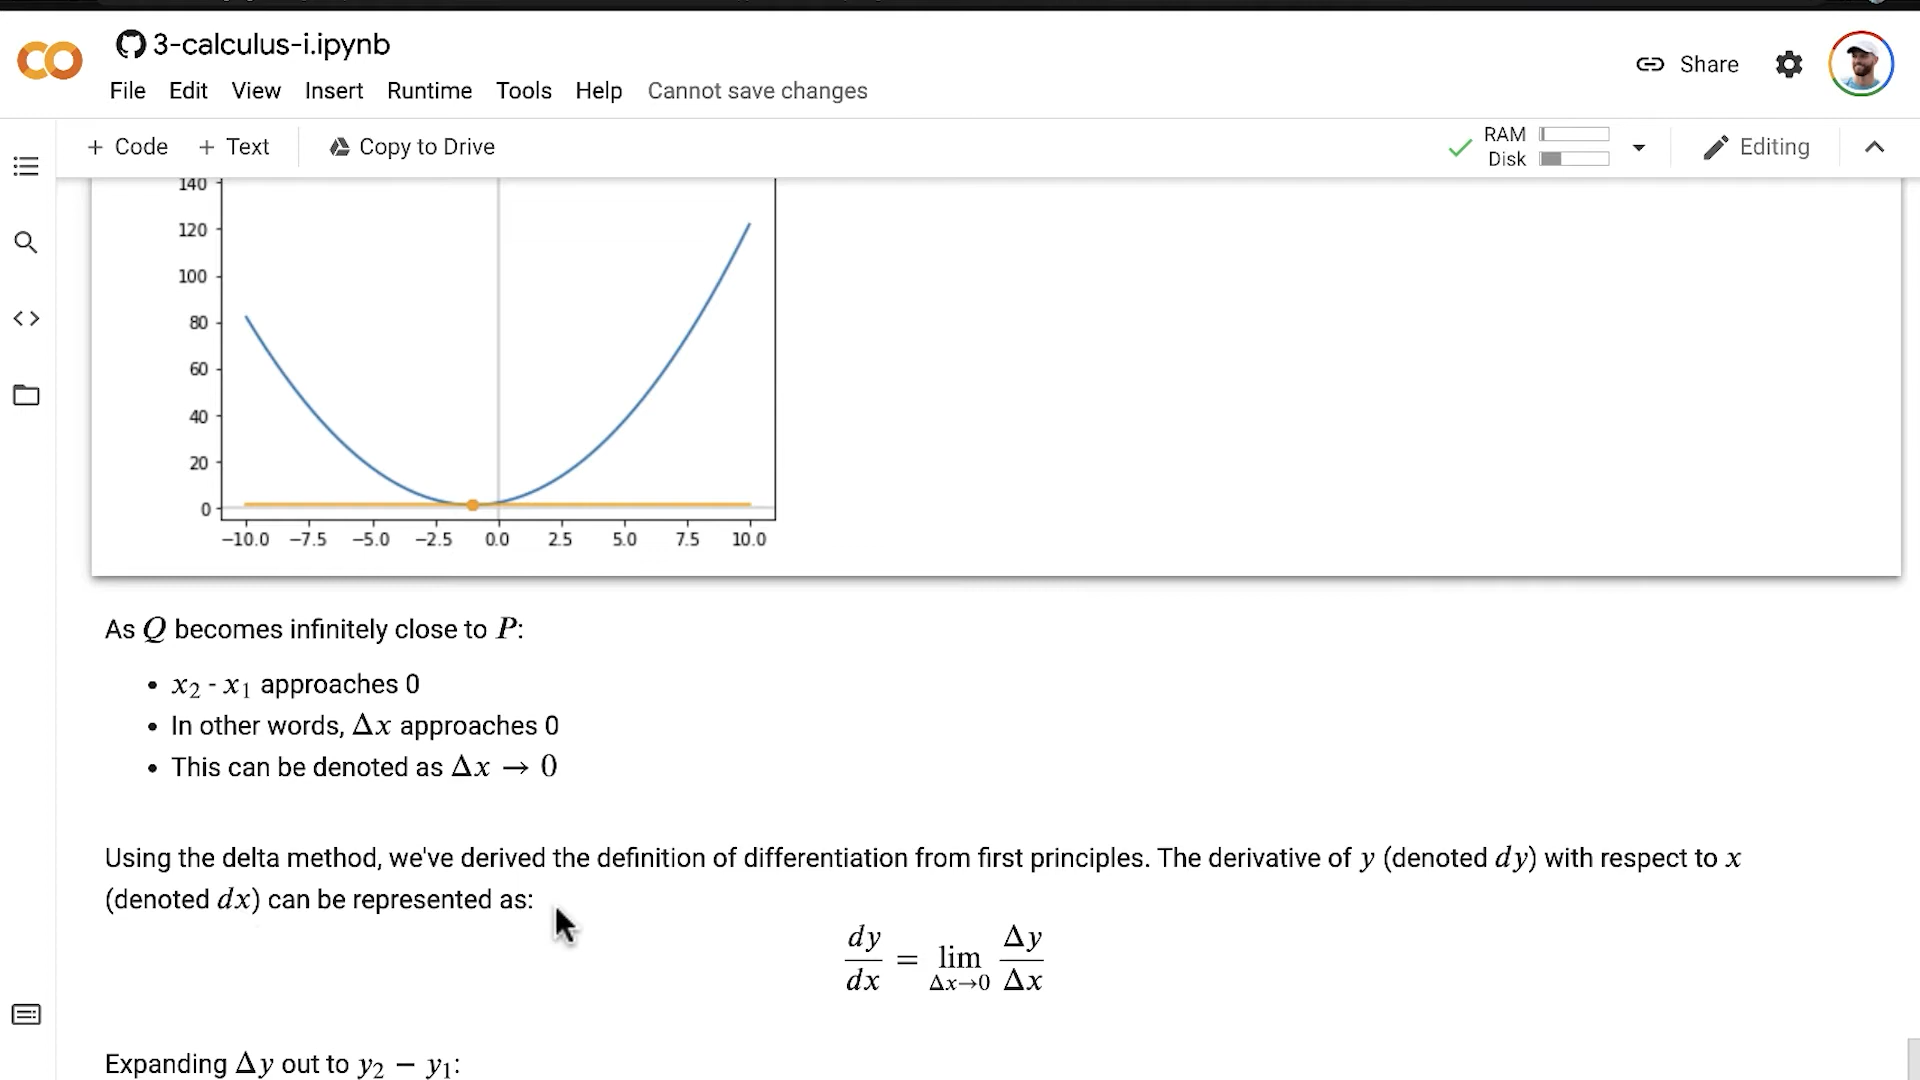 3-calculus-i.ipynb
Share
File Edit View Insert Runtime Tools Help Cannot save changes
+ Code + Text Copy to Drive
RAM
Disk
Editing
140
120
100
80
60
40
20
0
−10.0 −7.5 −5.0 −2.5 0.0 2.5 5.0 7.5 10.0
As Q becomes infinitely close to P:
• x₂ - x₁ approaches 0
• In other words, Δx approaches 0
• This can be denoted as Δx → 0
Using the delta method, we've derived the definition of differentiation from first principles. The derivative of y (denoted dy) with respect to x
(denoted dx) can be represented as:
dy/dx = lim Δx→0 Δy/Δx
Expanding Δy out to y₂ − y₁: